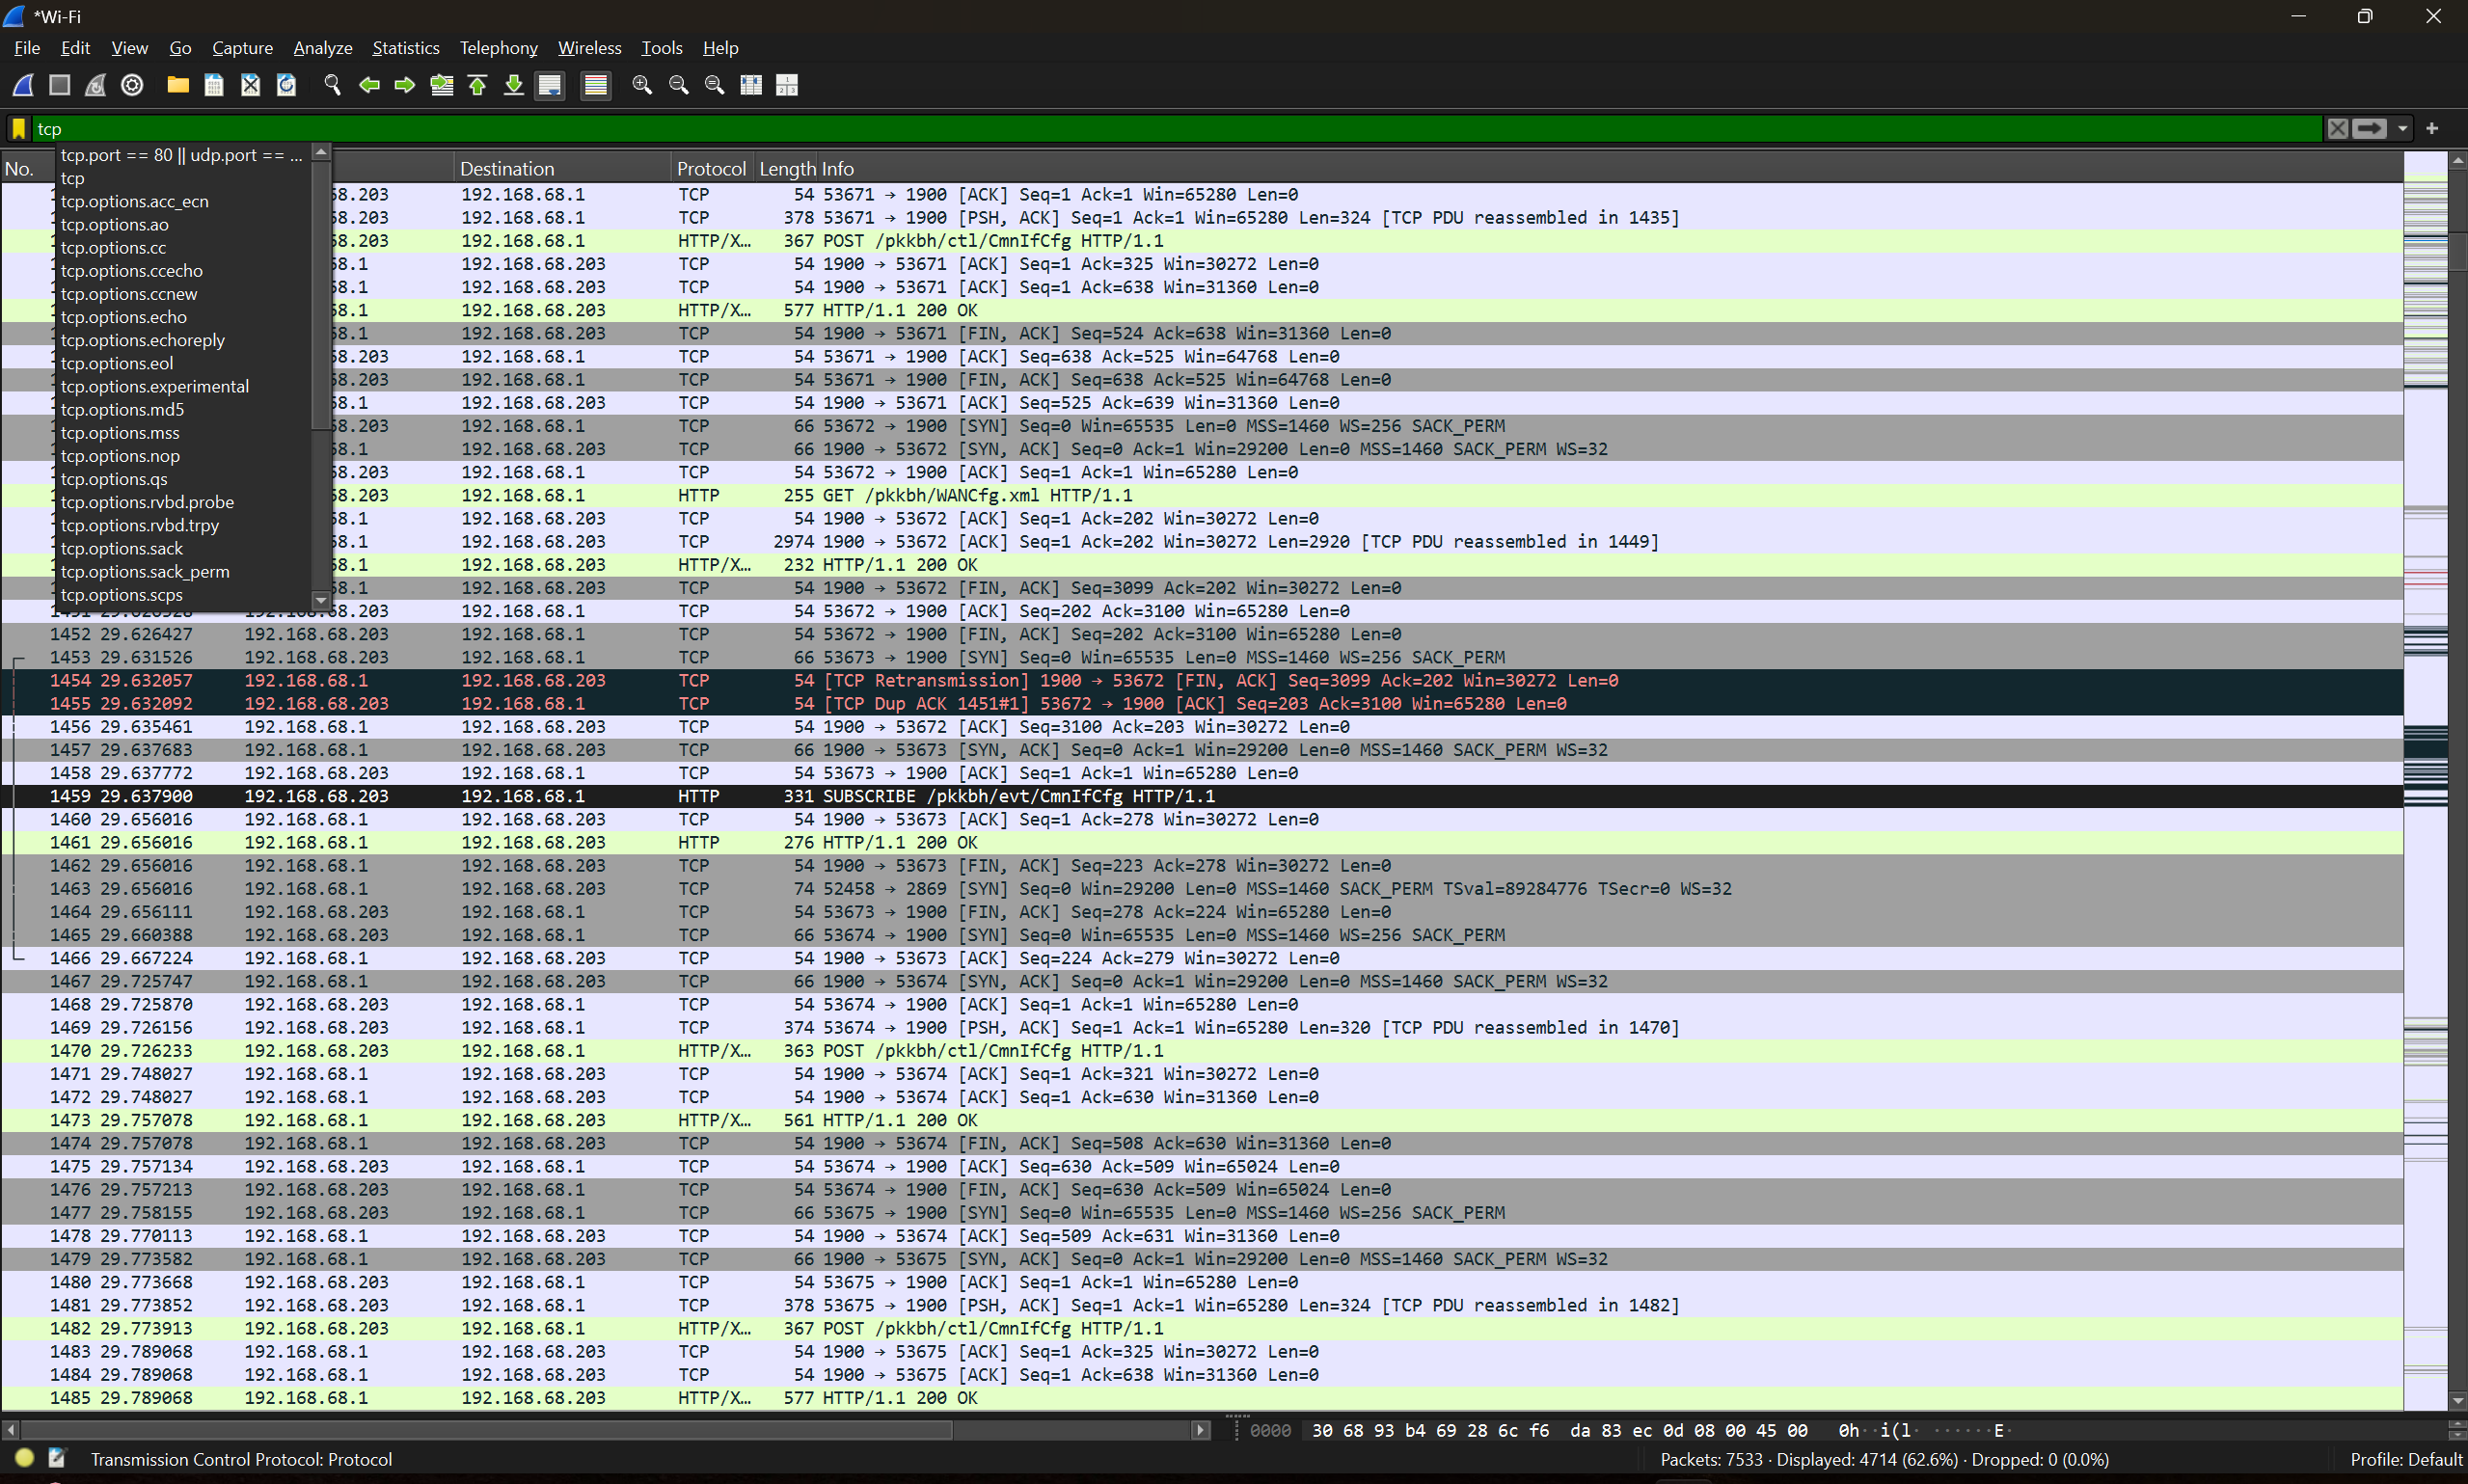 *Wi-Fi
File Edit View Go Capture Analyze Statistics Telephony Wireless Tools Help
tcp
No. Destination Protocol Length Info
tcp.port == 80 || udp.port == ...
tcp
tcp.options.acc_ecn
tcp.options.ao
tcp.options.cc
tcp.options.ccecho
tcp.options.ccnew
tcp.options.echo
tcp.options.echoreply
tcp.options.eol
tcp.options.experimental
tcp.options.md5
tcp.options.mss
tcp.options.nop
tcp.options.qs
tcp.options.rvbd.probe
tcp.options.rvbd.trpy
tcp.options.sack
tcp.options.sack_perm
tcp.options.scps
58.203 192.168.68.1 TCP 54 53671 → 1900 [ACK] Seq=1 Ack=1 Win=65280 Len=0
58.203 192.168.68.1 TCP 378 53671 → 1900 [PSH, ACK] Seq=1 Ack=1 Win=65280 Len=324 [TCP PDU reassembled in 1435]
58.203 192.168.68.1 HTTP/X… 367 POST /pkkbh/ctl/CmnIfCfg HTTP/1.1
58.1 192.168.68.203 TCP 54 1900 → 53671 [ACK] Seq=1 Ack=325 Win=30272 Len=0
58.1 192.168.68.203 TCP 54 1900 → 53671 [ACK] Seq=1 Ack=638 Win=31360 Len=0
58.1 192.168.68.203 HTTP/X… 577 HTTP/1.1 200 OK
58.1 192.168.68.203 TCP 54 1900 → 53671 [FIN, ACK] Seq=524 Ack=638 Win=31360 Len=0
58.203 192.168.68.1 TCP 54 53671 → 1900 [ACK] Seq=638 Ack=525 Win=64768 Len=0
58.203 192.168.68.1 TCP 54 53671 → 1900 [FIN, ACK] Seq=638 Ack=525 Win=64768 Len=0
58.1 192.168.68.203 TCP 54 1900 → 53671 [ACK] Seq=525 Ack=639 Win=31360 Len=0
58.203 192.168.68.1 TCP 66 53672 → 1900 [SYN] Seq=0 Win=65535 Len=0 MSS=1460 WS=256 SACK_PERM
58.1 192.168.68.203 TCP 66 1900 → 53672 [SYN, ACK] Seq=0 Ack=1 Win=29200 Len=0 MSS=1460 SACK_PERM WS=32
58.203 192.168.68.1 TCP 54 53672 → 1900 [ACK] Seq=1 Ack=1 Win=65280 Len=0
58.203 192.168.68.1 HTTP 255 GET /pkkbh/WANCfg.xml HTTP/1.1
58.1 192.168.68.203 TCP 54 1900 → 53672 [ACK] Seq=1 Ack=202 Win=30272 Len=0
58.1 192.168.68.203 TCP 2974 1900 → 53672 [ACK] Seq=1 Ack=202 Win=30272 Len=2920 [TCP PDU reassembled in 1449]
58.1 192.168.68.203 HTTP/X… 232 HTTP/1.1 200 OK
58.1 192.168.68.203 TCP 54 1900 → 53672 [FIN, ACK] Seq=3099 Ack=202 Win=30272 Len=0
58.203 192.168.68.1 TCP 54 53672 → 1900 [ACK] Seq=202 Ack=3100 Win=65280 Len=0
1452 29.626427 192.168.68.203 192.168.68.1 TCP 54 53672 → 1900 [FIN, ACK] Seq=202 Ack=3100 Win=65280 Len=0
1453 29.631526 192.168.68.203 192.168.68.1 TCP 66 53673 → 1900 [SYN] Seq=0 Win=65535 Len=0 MSS=1460 WS=256 SACK_PERM
1454 29.632057 192.168.68.1 192.168.68.203 TCP 54 [TCP Retransmission] 1900 → 53672 [FIN, ACK] Seq=3099 Ack=202 Win=30272 Len=0
1455 29.632092 192.168.68.203 192.168.68.1 TCP 54 [TCP Dup ACK 1451#1] 53672 → 1900 [ACK] Seq=203 Ack=3100 Win=65280 Len=0
1456 29.635461 192.168.68.1 192.168.68.203 TCP 54 1900 → 53672 [ACK] Seq=3100 Ack=203 Win=30272 Len=0
1457 29.637683 192.168.68.1 192.168.68.203 TCP 66 1900 → 53673 [SYN, ACK] Seq=0 Ack=1 Win=29200 Len=0 MSS=1460 SACK_PERM WS=32
1458 29.637772 192.168.68.203 192.168.68.1 TCP 54 53673 → 1900 [ACK] Seq=1 Ack=1 Win=65280 Len=0
1459 29.637900 192.168.68.203 192.168.68.1 HTTP 331 SUBSCRIBE /pkkbh/evt/CmnIfCfg HTTP/1.1
1460 29.656016 192.168.68.1 192.168.68.203 TCP 54 1900 → 53673 [ACK] Seq=1 Ack=278 Win=30272 Len=0
1461 29.656016 192.168.68.1 192.168.68.203 HTTP 276 HTTP/1.1 200 OK
1462 29.656016 192.168.68.1 192.168.68.203 TCP 54 1900 → 53673 [FIN, ACK] Seq=223 Ack=278 Win=30272 Len=0
1463 29.656016 192.168.68.1 192.168.68.203 TCP 74 52458 → 2869 [SYN] Seq=0 Win=29200 Len=0 MSS=1460 SACK_PERM TSval=89284776 TSecr=0 WS=32
1464 29.656111 192.168.68.203 192.168.68.1 TCP 54 53673 → 1900 [FIN, ACK] Seq=278 Ack=224 Win=65280 Len=0
1465 29.660388 192.168.68.203 192.168.68.1 TCP 66 53674 → 1900 [SYN] Seq=0 Win=65535 Len=0 MSS=1460 WS=256 SACK_PERM
1466 29.667224 192.168.68.1 192.168.68.203 TCP 54 1900 → 53673 [ACK] Seq=224 Ack=279 Win=30272 Len=0
1467 29.725747 192.168.68.1 192.168.68.203 TCP 66 1900 → 53674 [SYN, ACK] Seq=0 Ack=1 Win=29200 Len=0 MSS=1460 SACK_PERM WS=32
1468 29.725870 192.168.68.203 192.168.68.1 TCP 54 53674 → 1900 [ACK] Seq=1 Ack=1 Win=65280 Len=0
1469 29.726156 192.168.68.203 192.168.68.1 TCP 374 53674 → 1900 [PSH, ACK] Seq=1 Ack=1 Win=65280 Len=320 [TCP PDU reassembled in 1470]
1470 29.726233 192.168.68.203 192.168.68.1 HTTP/X… 363 POST /pkkbh/ctl/CmnIfCfg HTTP/1.1
1471 29.748027 192.168.68.1 192.168.68.203 TCP 54 1900 → 53674 [ACK] Seq=1 Ack=321 Win=30272 Len=0
1472 29.748027 192.168.68.1 192.168.68.203 TCP 54 1900 → 53674 [ACK] Seq=1 Ack=630 Win=31360 Len=0
1473 29.757078 192.168.68.1 192.168.68.203 HTTP/X… 561 HTTP/1.1 200 OK
1474 29.757078 192.168.68.1 192.168.68.203 TCP 54 1900 → 53674 [FIN, ACK] Seq=508 Ack=630 Win=31360 Len=0
1475 29.757134 192.168.68.203 192.168.68.1 TCP 54 53674 → 1900 [ACK] Seq=630 Ack=509 Win=65024 Len=0
1476 29.757213 192.168.68.203 192.168.68.1 TCP 54 53674 → 1900 [FIN, ACK] Seq=630 Ack=509 Win=65024 Len=0
1477 29.758155 192.168.68.203 192.168.68.1 TCP 66 53675 → 1900 [SYN] Seq=0 Win=65535 Len=0 MSS=1460 WS=256 SACK_PERM
1478 29.770113 192.168.68.1 192.168.68.203 TCP 54 1900 → 53674 [ACK] Seq=509 Ack=631 Win=31360 Len=0
1479 29.773582 192.168.68.1 192.168.68.203 TCP 66 1900 → 53675 [SYN, ACK] Seq=0 Ack=1 Win=29200 Len=0 MSS=1460 SACK_PERM WS=32
1480 29.773668 192.168.68.203 192.168.68.1 TCP 54 53675 → 1900 [ACK] Seq=1 Ack=1 Win=65280 Len=0
1481 29.773852 192.168.68.203 192.168.68.1 TCP 378 53675 → 1900 [PSH, ACK] Seq=1 Ack=1 Win=65280 Len=324 [TCP PDU reassembled in 1482]
1482 29.773913 192.168.68.203 192.168.68.1 HTTP/X… 367 POST /pkkbh/ctl/CmnIfCfg HTTP/1.1
1483 29.789068 192.168.68.1 192.168.68.203 TCP 54 1900 → 53675 [ACK] Seq=1 Ack=325 Win=30272 Len=0
1484 29.789068 192.168.68.1 192.168.68.203 TCP 54 1900 → 53675 [ACK] Seq=1 Ack=638 Win=31360 Len=0
1485 29.789068 192.168.68.1 192.168.68.203 HTTP/X… 577 HTTP/1.1 200 OK
0000 30 68 93 b4 69 28 6c f6 da 83 ec 0d 08 00 45 00 0h··i(l· ······E·
Transmission Control Protocol: Protocol Packets: 7533 · Displayed: 4714 (62.6%) · Dropped: 0 (0.0%) Profile: Default